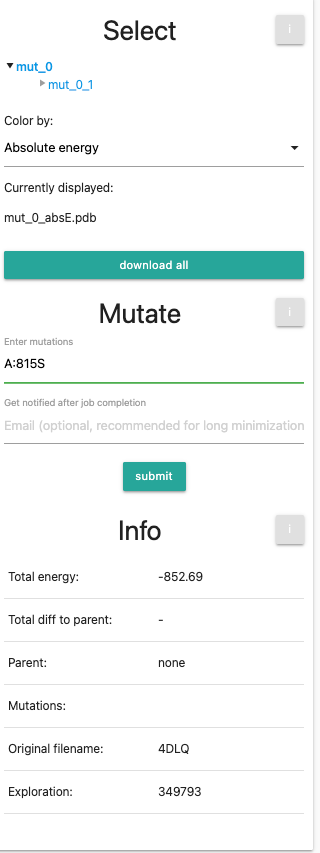 Select
i
mut_0
mut_0_1
Color by:
Absolute energy
Currently displayed:
mut_0_absE.pdb
download all
Mutate
i
Enter mutations
A:815S
Get notified after job completion
Email (optional, recommended for long minimization
submit
Info
i
Total energy: -852.69
Total diff to parent: -
Parent: none
Mutations:
Original filename: 4DLQ
Exploration: 349793